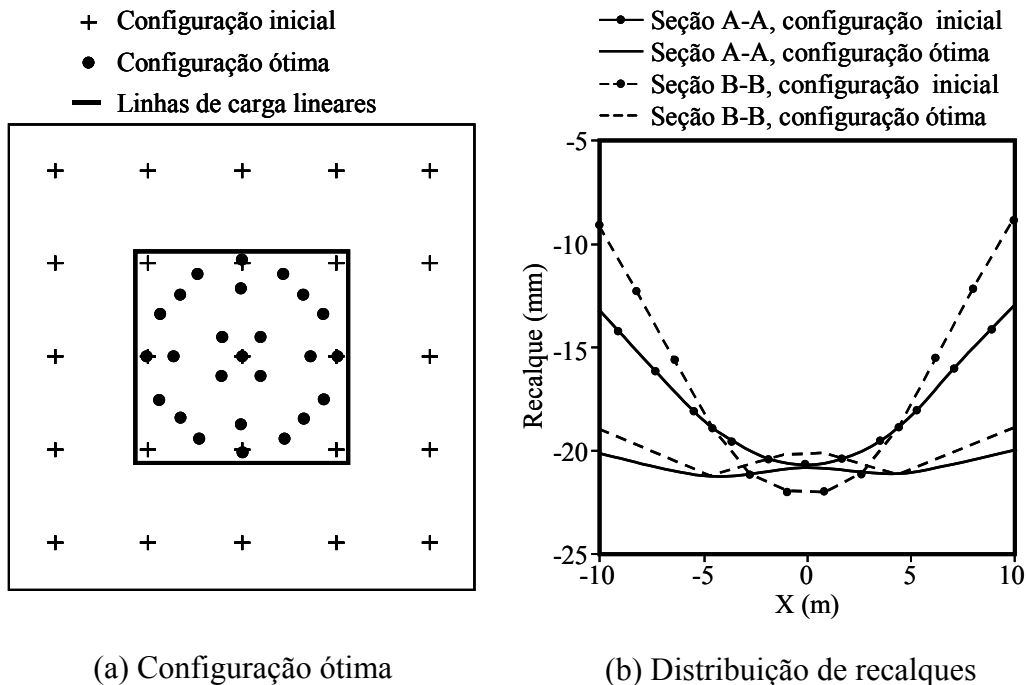 Configuração inicial
Configuração ótima
Linhas de carga lineares
(a) Configuração ótima
Seção A-A, configuração inicial
Seção A-A, configuração ótima
Seção B-B, configuração inicial
Seção B-B, configuração ótima
-5
-10
-15
-20
-25
Recalque (mm)
-10
-5
0
5
10
X (m)
(b) Distribuição de recalques